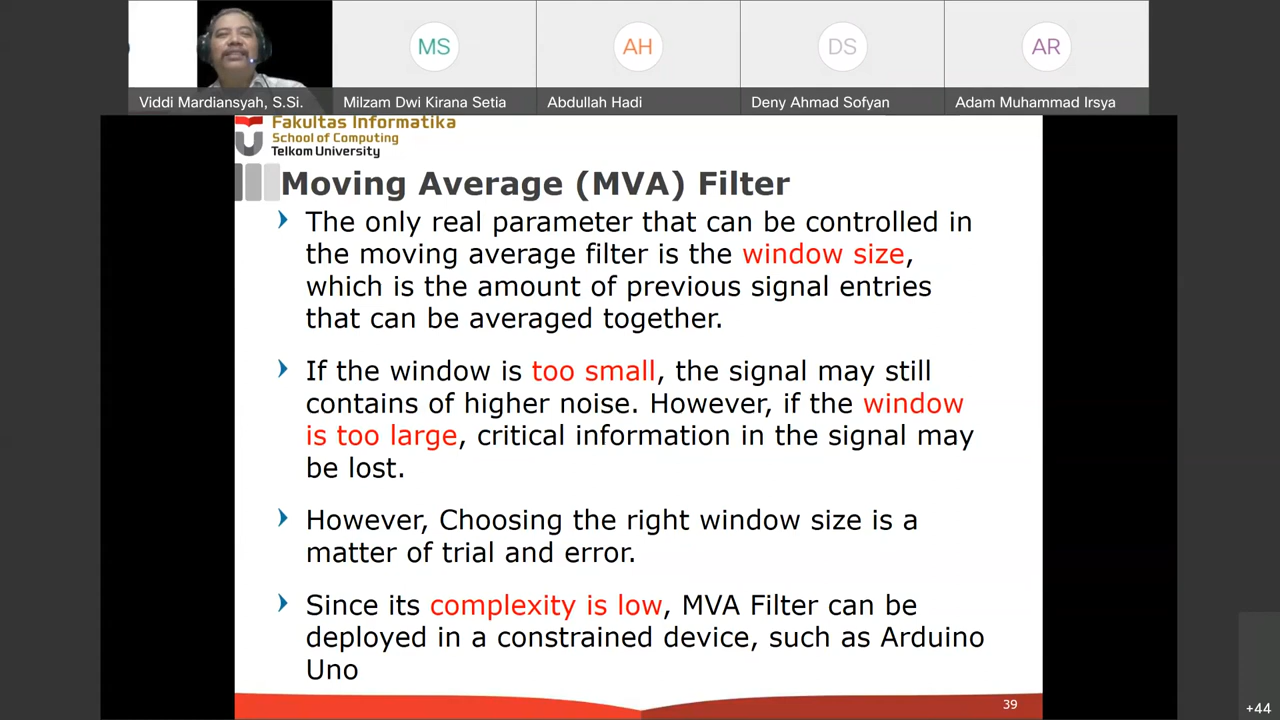 MS
AH
DS
AR
Viddi Mardiansyah, S.Si.
Milzam Dwi Kirana Setia
Abdullah Hadi
Deny Ahmad Sofyan
Adam Muhammad Irsya
Fakultas Informatika
School of Computing
Telkom University
Moving Average (MVA) Filter
The only real parameter that can be controlled in
the moving average filter is the window size,
which is the amount of previous signal entries
that can be averaged together.
If the window is too small, the signal may still
contains of higher noise. However, if the window
is too large, critical information in the signal may
be lost.
However, Choosing the right window size is a
matter of trial and error.
Since its complexity is low, MVA Filter can be
deployed in a constrained device, such as Arduino
Uno
39
+44